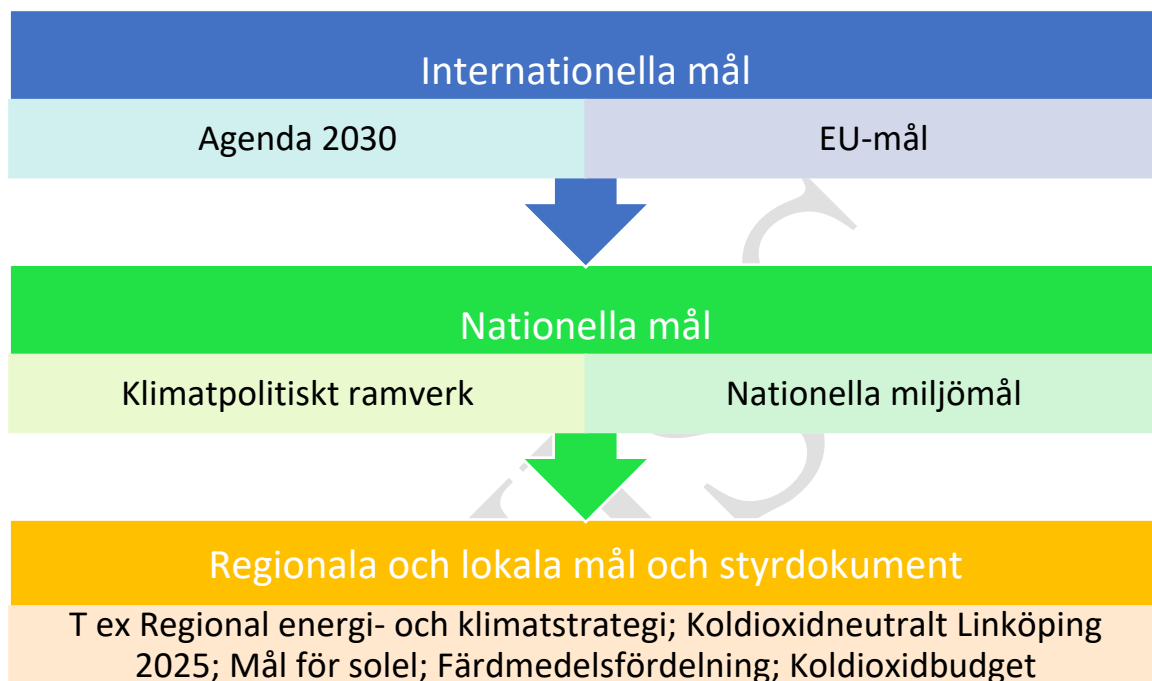 Internationella mål
Agenda 2030
EU-mål
Nationella mål
Klimatpolitiskt ramverk
Nationella miljömål
Regionala och lokala mål och styrdokument
T ex Regional energi- och klimatstrategi; Koldioxidneutralt Linköping
2025; Mål för solel; Färdmedelsfördelning; Koldioxidbudget